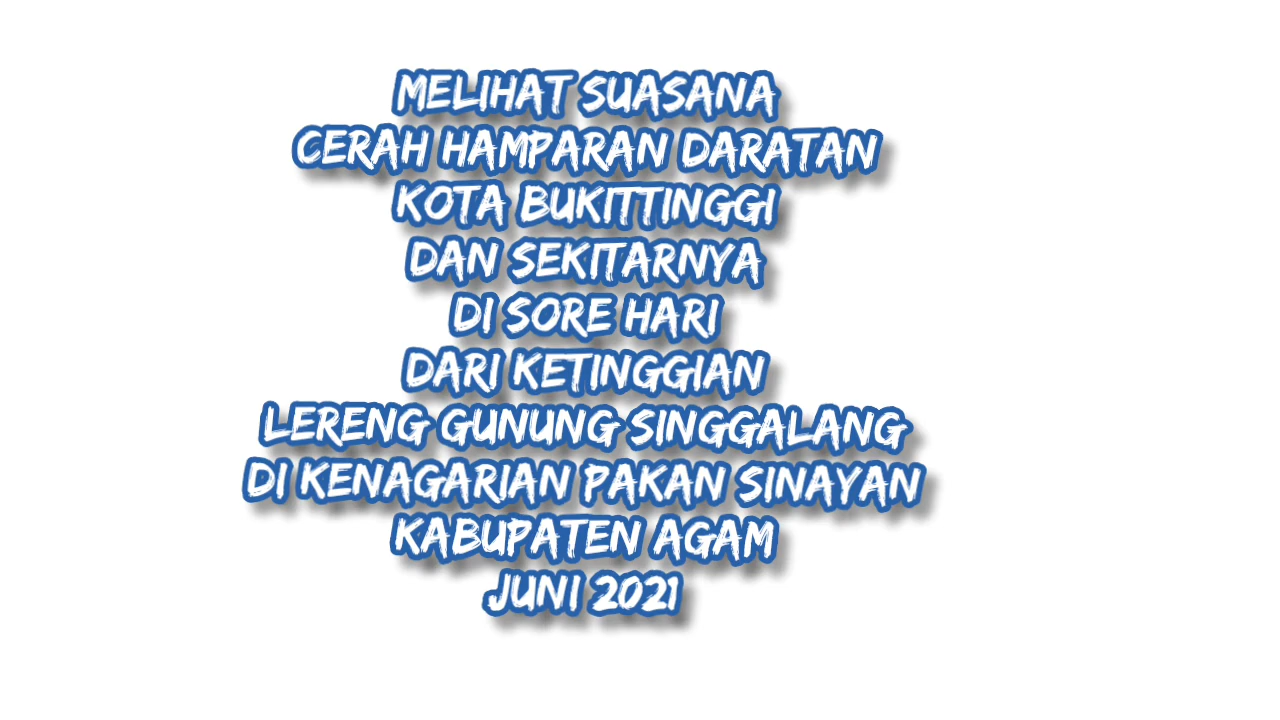 MELIHAT SUASANA
CERAH HAMPARAN DARATAN
KOTA BUKITTINGGI
DAN SEKITARNYA
DI SORE HARI
DARI KETINGGIAN
LERENG GUNUNG SINGGALANG
DI KENAGARIAN PAKAN SINAYAN
KABUPATEN AGAM
JUNI 2021